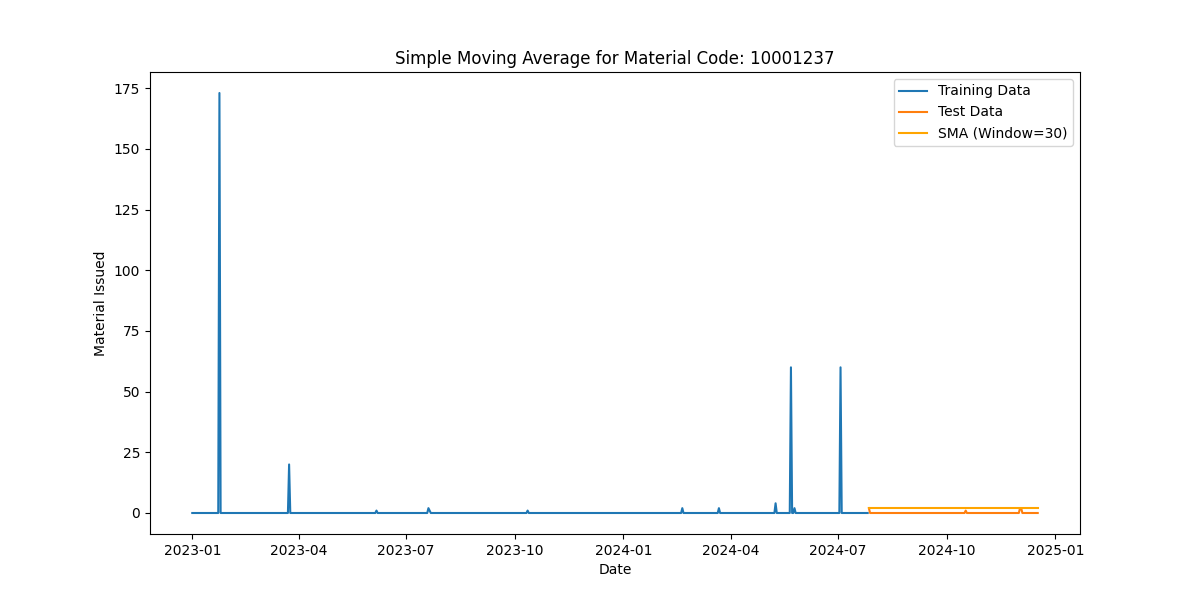 Simple Moving Average for Material Code: 10001237
Training Data
Test Data
SMA (Window=30)
Material Issued
175
150
125
100
75
50
25
0
2023-01 2023-04 2023-07 2023-10 2024-01 2024-04 2024-07 2024-10 2025-01
Date